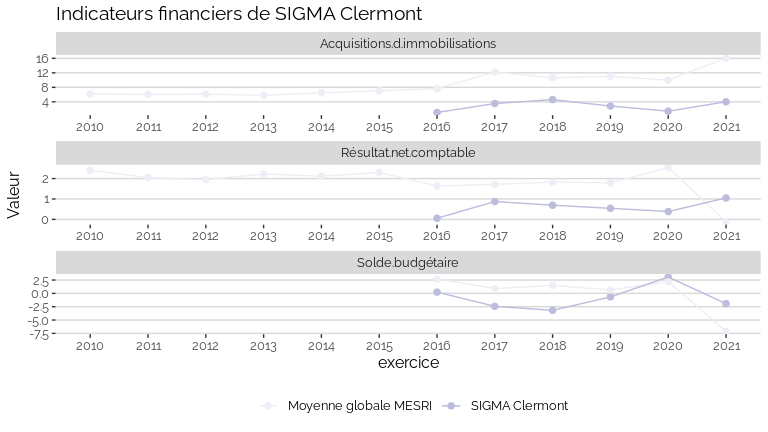 Indicateurs financiers de SIGMA Clermont
Acquisitions.d.immobilisations
16
12
8
4
2010 2011 2012 2013 2014 2015 2016 2017 2018 2019 2020 2021
Résultat.net.comptable
2
1
0
2010 2011 2012 2013 2014 2015 2016 2017 2018 2019 2020 2021
Valeur
Solde.budgétaire
2.5
0.0
-2.5
-5.0
-7.5
2010 2011 2012 2013 2014 2015 2016 2017 2018 2019 2020 2021
exercice
Moyenne globale MESRI SIGMA Clermont